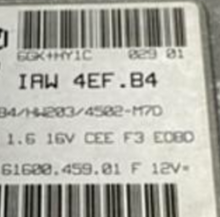 6GK+HY1C 029 01
IAW 4EF.B4
B4/HW203/4502-M7D
1.6 16V CEE F3 EOBD
61600.459.01 F 12V=